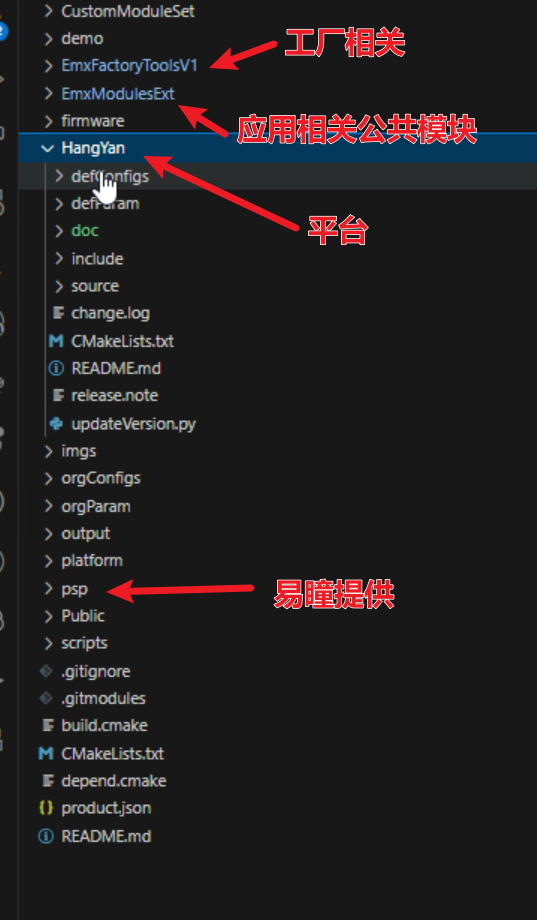 CustomModuleSet
demo
EmxFactoryToolsV1
工厂相关
EmxModulesExt
应用相关公共模块
firmware
HangYan
defConfigs
defParam
平台
doc
include
source
change.log
CMakeLists.txt
README.md
release.note
updateVersion.py
imgs
orgConfigs
orgParam
output
platform
psp
易瞳提供
Public
scripts
.gitignore
.gitmodules
build.cmake
CMakeLists.txt
depend.cmake
product.json
README.md